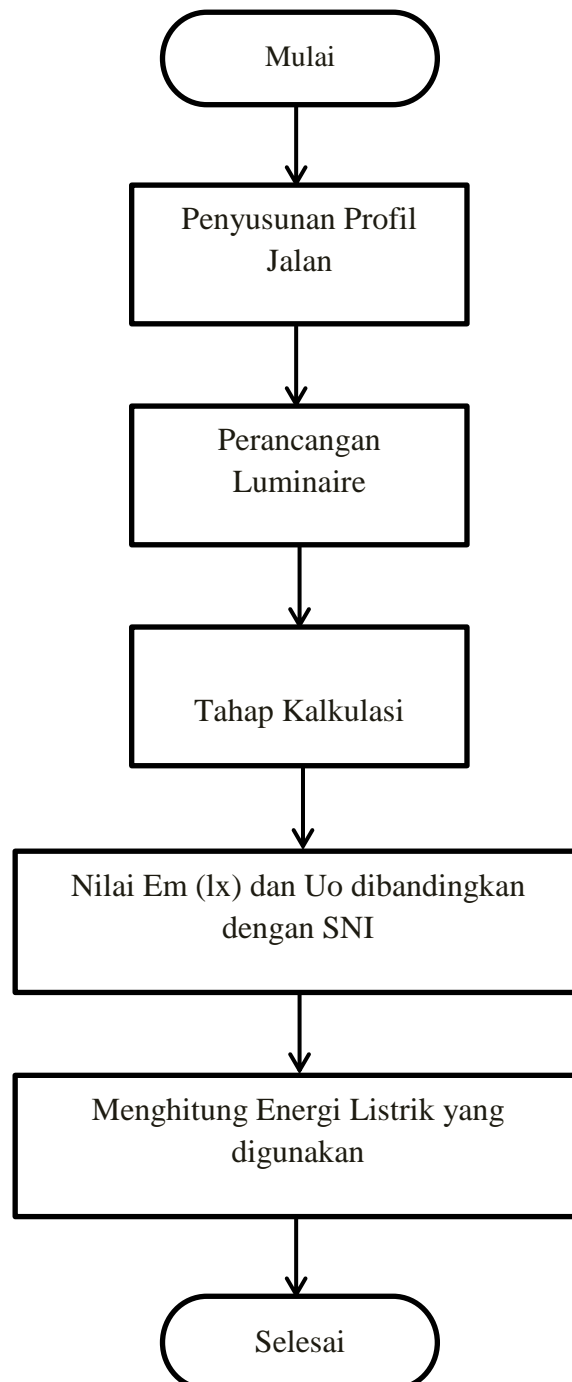 Mulai
Penyusunan Profil
Jalan
Perancangan
Luminaire
Tahap Kalkulasi
Nilai Em (lx) dan Uo dibandingkan
dengan SNI
Menghitung Energi Listrik yang
digunakan
Selesai